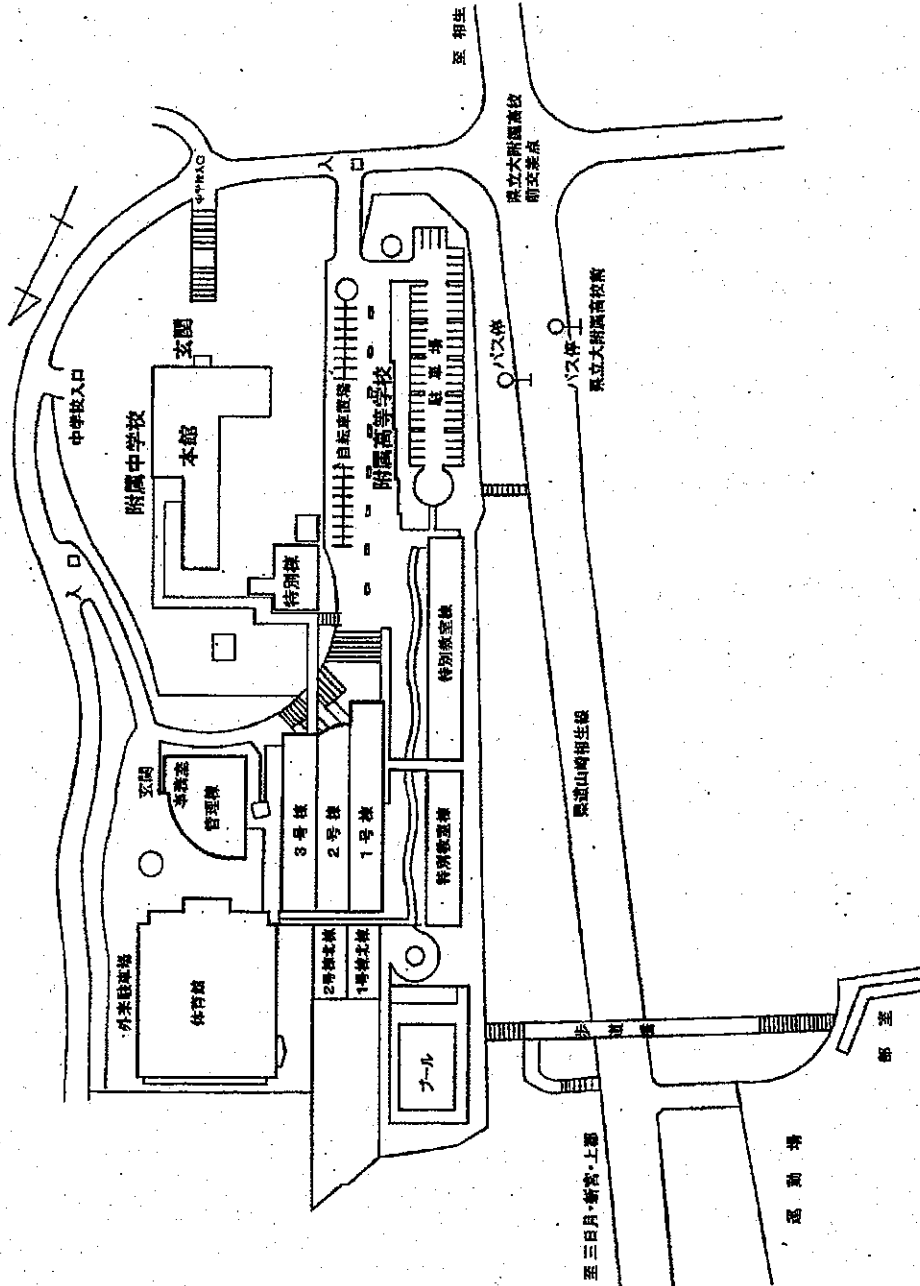 至 相生
県立大附属高校
前交差点
入
口
玄関
中学校入口
附属中学校
本館
自転車置場
附属高等学校
駐 車 場
バス停
バス停
県立大附属高校前
特別棟
入
口
特別教室棟
玄関
事務室
管理棟
3号棟
2号棟
1号棟
特別教室棟
県道山崎相生線
外来駐車場
体育館
2号棟北棟
1号棟北棟
プール
歩 道 橋
部 室
至 三日月・新宮・上郡
運 動 場